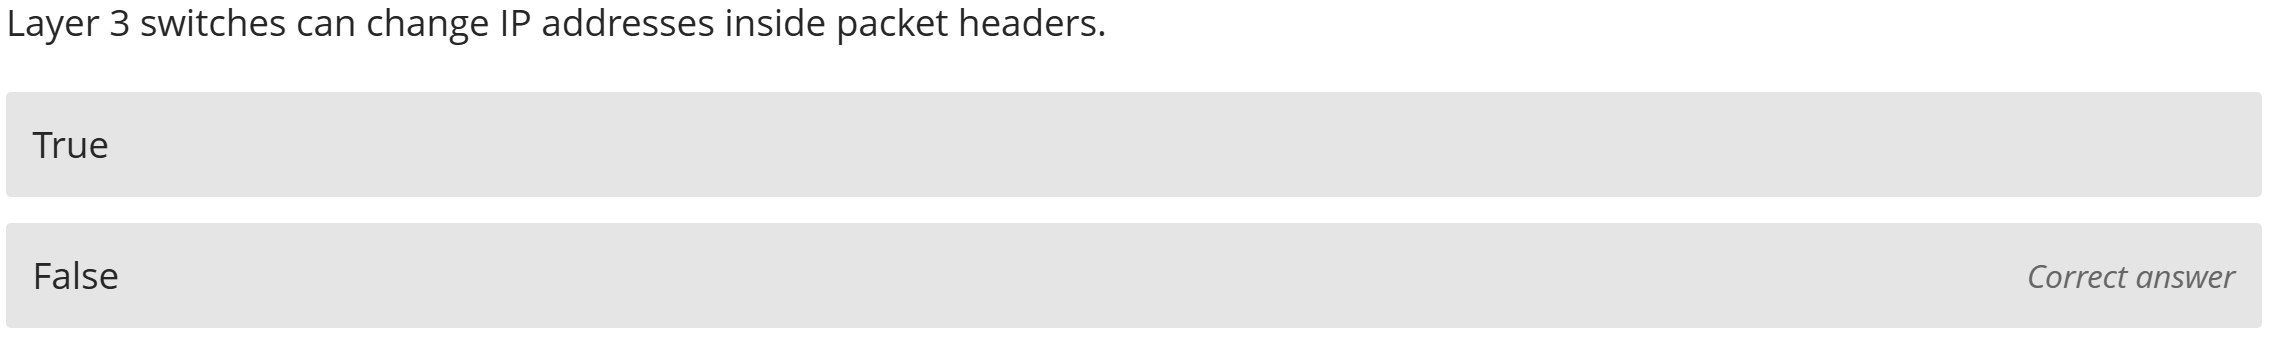 Layer 3 switches can change IP addresses inside packet headers.
True
False
Correct answer